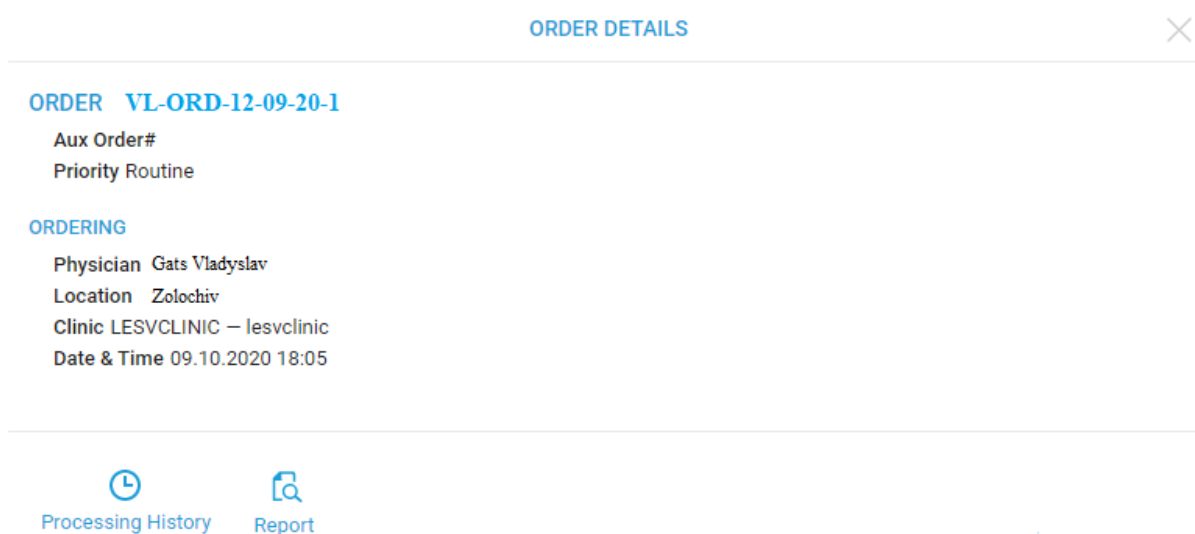 ORDER DETAILS
ORDER VL-ORD-12-09-20-1
Aux Order#
Priority Routine
ORDERING
Physician Gats Vladyslav
Location Zolochiv
Clinic LESVCLINIC — lesvclinic
Date & Time 09.10.2020 18:05
Processing History Report